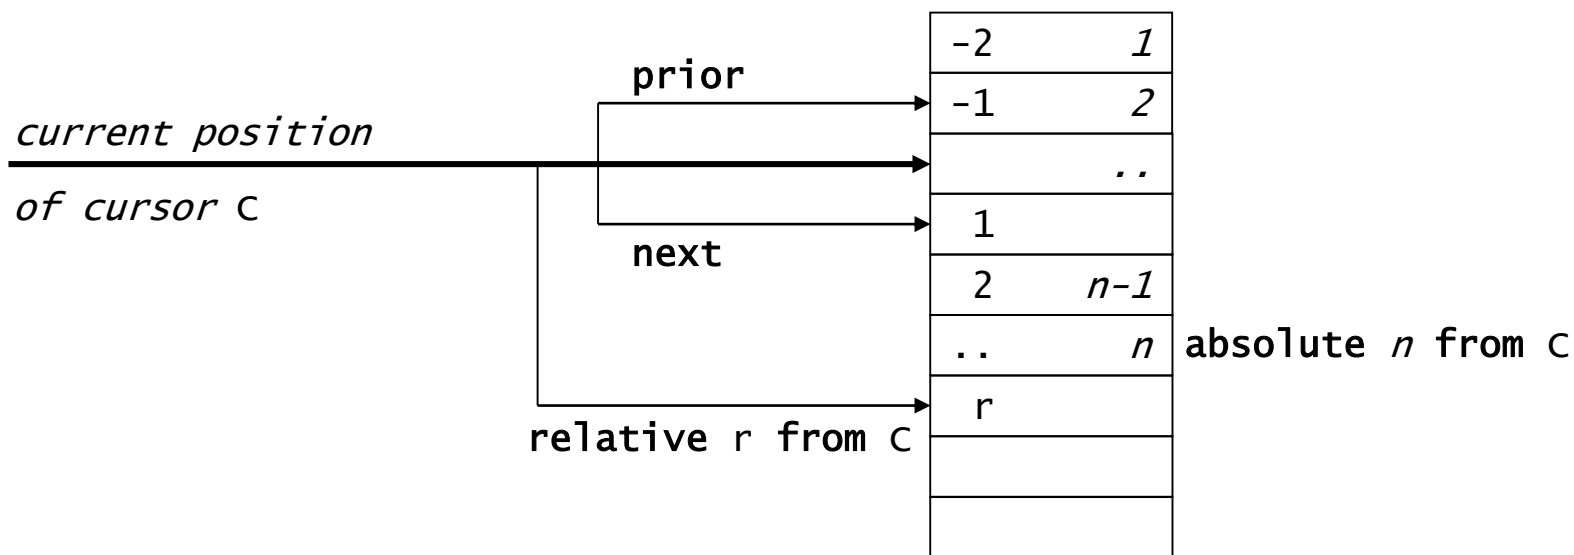 -2 1
prior
-1 2
current position
..
of cursor C
1
next
2 n-1
.. n absolute n from C
r
relative r from C